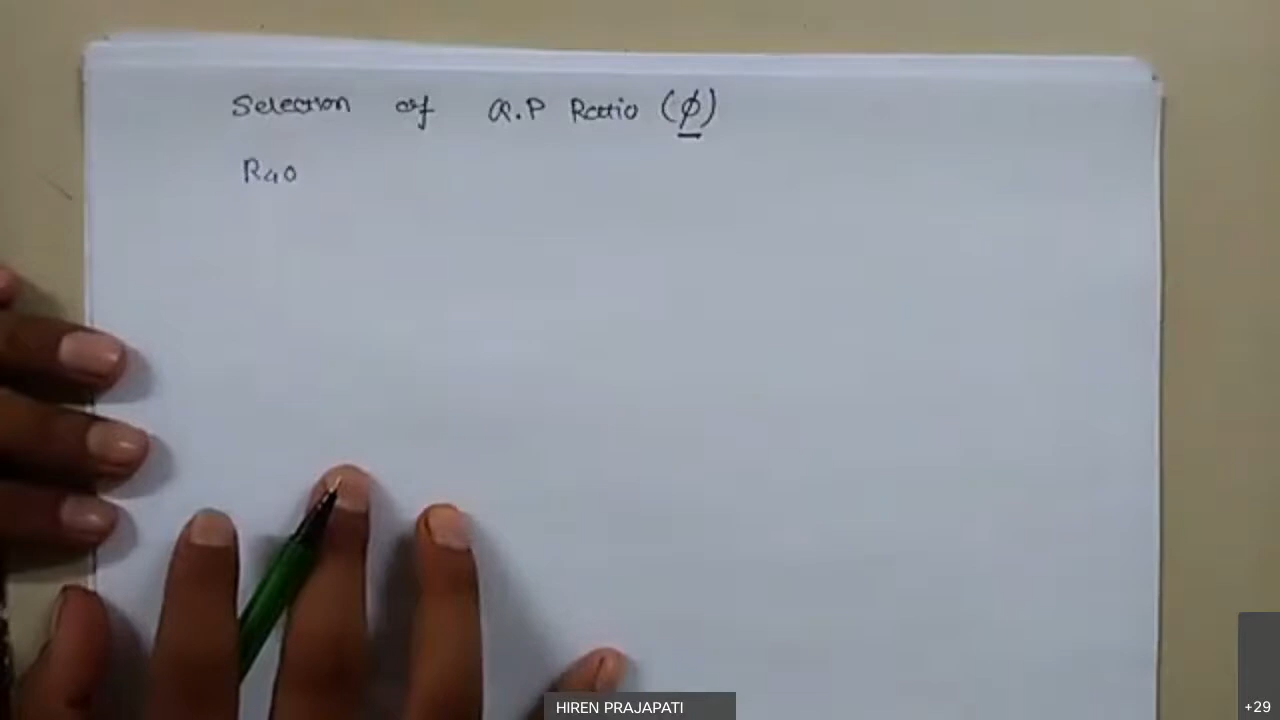 Selection of G.P Ratio (ϕ)
R40
HIREN PRAJAPATI
+29